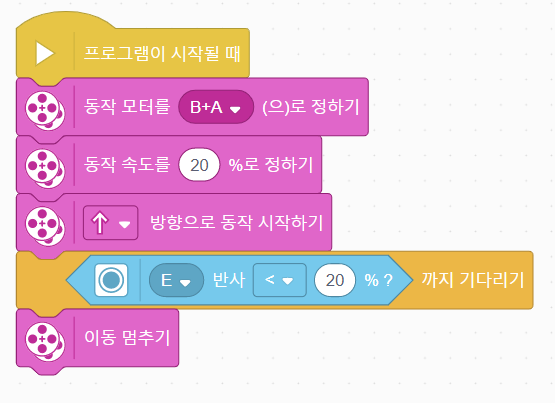 프로그램이 시작될 때
동작 모터를 B+A (으)로 정하기
동작 속도를 20 %로 정하기
방향으로 동작 시작하기
E 반사 < 20 % ? 까지 기다리기
이동 멈추기